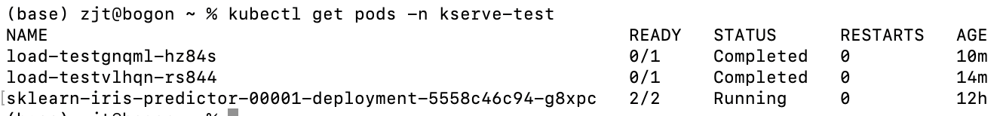 (base) zjt@bogon ~ % kubectl get pods -n kserve-test
NAME READY STATUS RESTARTS AGE
load-testgnqml-hz84s 0/1 Completed 0 10m
load-testvlhqn-rs844 0/1 Completed 0 14m
sklearn-iris-predictor-00001-deployment-5558c46c94-g8xpc 2/2 Running 0 12h
(base) zjt@bogon ~ %